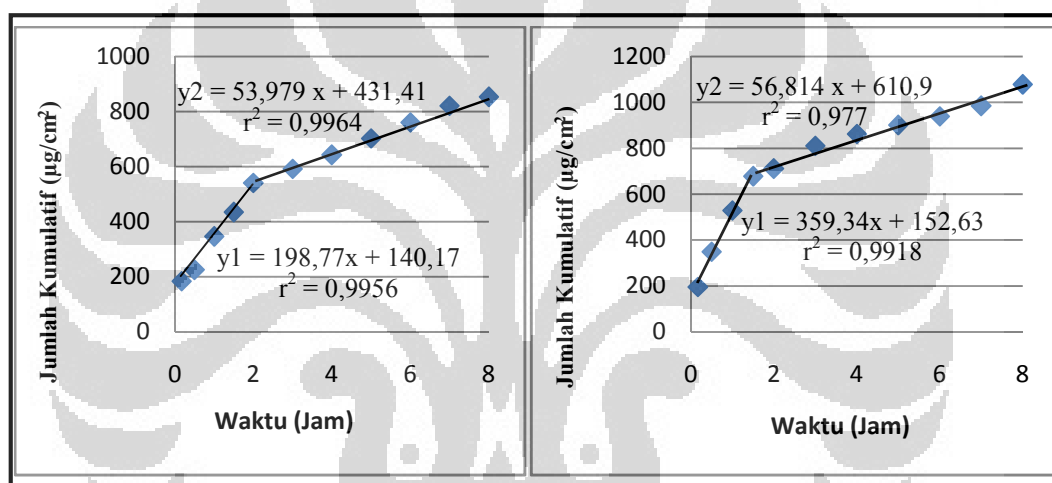 1000
800
600
400
200
0
0 2 4 6 8
Jumlah Kumulatif (µg/cm²)
Waktu (Jam)
y2 = 53,979 x + 431,41
r² = 0,9964
y1 = 198,77x + 140,17
r² = 0,9956
1200
1000
800
600
400
200
0
0 2 4 6 8
Jumlah Kumulatif (µg/cm²)
Waktu (Jam)
y2 = 56,814 x + 610,9
r² = 0,977
y1 = 359,34x + 152,63
r² = 0,9918